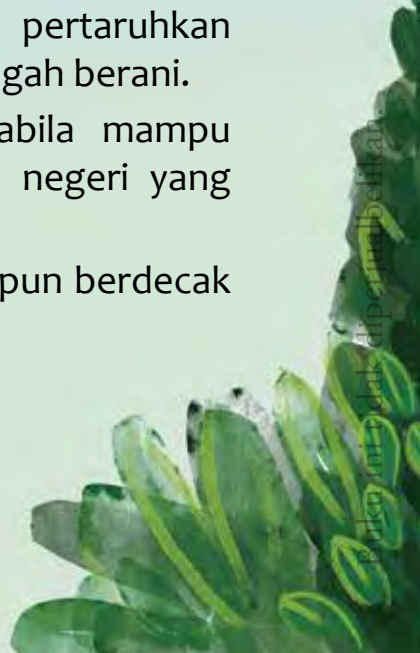 pertaruhkan
gah berani.
abila mampu
negeri yang
pun berdecak
Buku ini tidak diperjualbelikan.